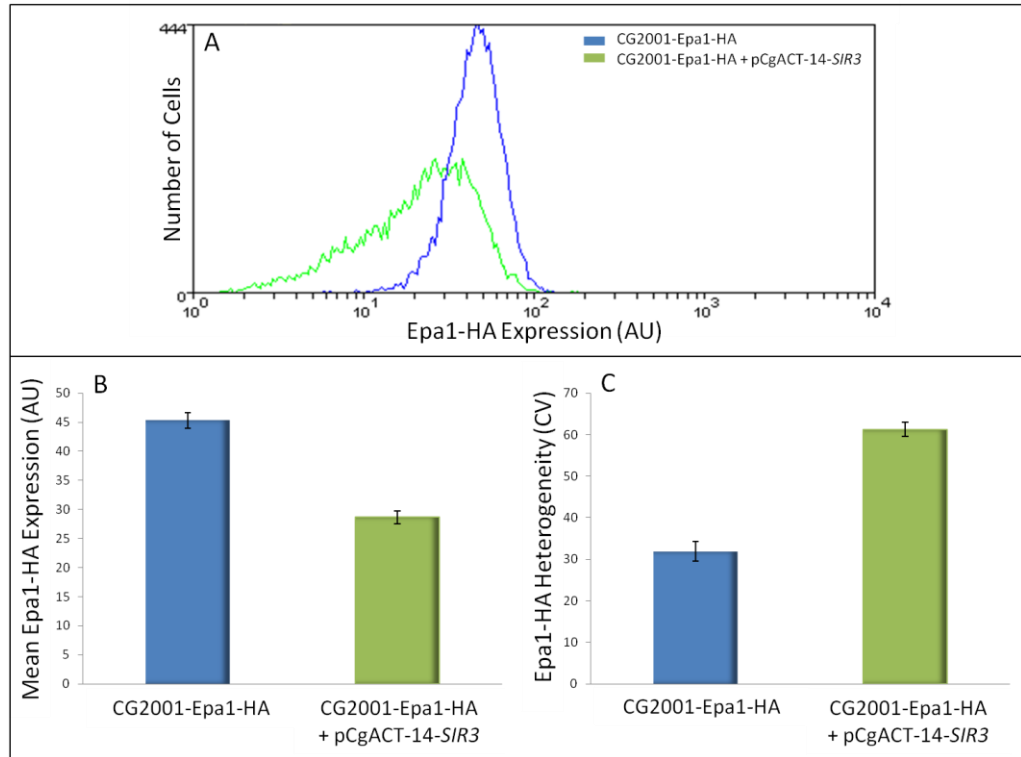 444
A
CG2001-Epa1-HA
CG2001-Epa1-HA + pCgACT-14-SIR3
Number of Cells
0
10^0
10^1
10^2
10^3
10^4
Epa1-HA Expression (AU)
B
Mean Epa1-HA Expression (AU)
50
45
40
35
30
25
20
15
10
5
0
CG2001-Epa1-HA
CG2001-Epa1-HA
+ pCgACT-14-SIR3
C
Epa1-HA Heterogeneity (CV)
70
60
50
40
30
20
10
0
CG2001-Epa1-HA
CG2001-Epa1-HA
+ pCgACT-14-SIR3